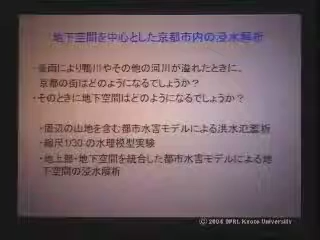 地下空間を中心とした京都市内の浸水解析
・豪雨により鴨川やその他の河川が溢れたときに、
京都の街はどのようになるでしょうか?
・そのときに地下空間はどのようになるでしょうか?
・周辺の山地を含む都市水害モデルによる洪水氾濫解析
・縮尺1/30の水理模型実験
・地上部・地下空間を統合した都市水害モデルによる地
下空間の浸水解析
© 2004 DPRI, Kyoto University